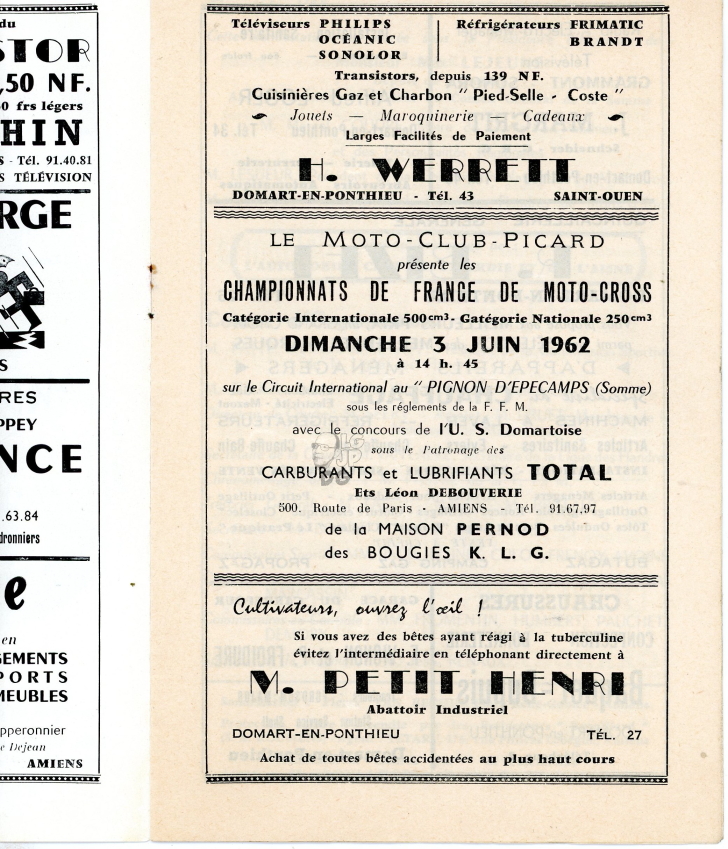 du
STOR
,50 NF.
0 frs légers
HIN
S - Tél. 91.40.81
S TÉLÉVISION
RGE
S
RES
PPEY
NCE
.63.84
dronniers
e
en
GEMENTS
PORTS
MEUBLES
pperonnier
e Dejean
AMIENS
Téléviseurs PHILIPS
OCÉANIC
SONOLOR
Réfrigérateurs FRIMATIC
BRANDT
Transistors, depuis 139 NF.
Cuisinières Gaz et Charbon " Pied-Selle - Coste "
Jouets — Maroquinerie — Cadeaux
Larges Facilités de Paiement
H. WERRETT
DOMART-EN-PONTHIEU - Tél. 43 SAINT-OUEN
LE MOTO-CLUB-PICARD
présente les
CHAMPIONNATS DE FRANCE DE MOTO-CROSS
Catégorie Internationale 500cm3 - Gatégorie Nationale 250cm3
DIMANCHE 3 JUIN 1962
à 14 h. 45
sur le Circuit International au " PIGNON D'EPECAMPS (Somme)
sous les réglements de la F. F. M.
avec le concours de l'U. S. Domartoise
sous le Patronage des
CARBURANTS et LUBRIFIANTS TOTAL
Ets Léon DEBOUVERIE
500, Route de Paris - AMIENS - Tél. 91.67.97
de la MAISON PERNOD
des BOUGIES K. L. G.
Cultivateurs, ouvrez l'œil !
Si vous avez des bêtes ayant réagi à la tuberculine
évitez l'intermédiaire en téléphonant directement à
M. PETIT HENRI
Abattoir Industriel
DOMART-EN-PONTHIEU TÉL. 27
Achat de toutes bêtes accidentées au plus haut cours